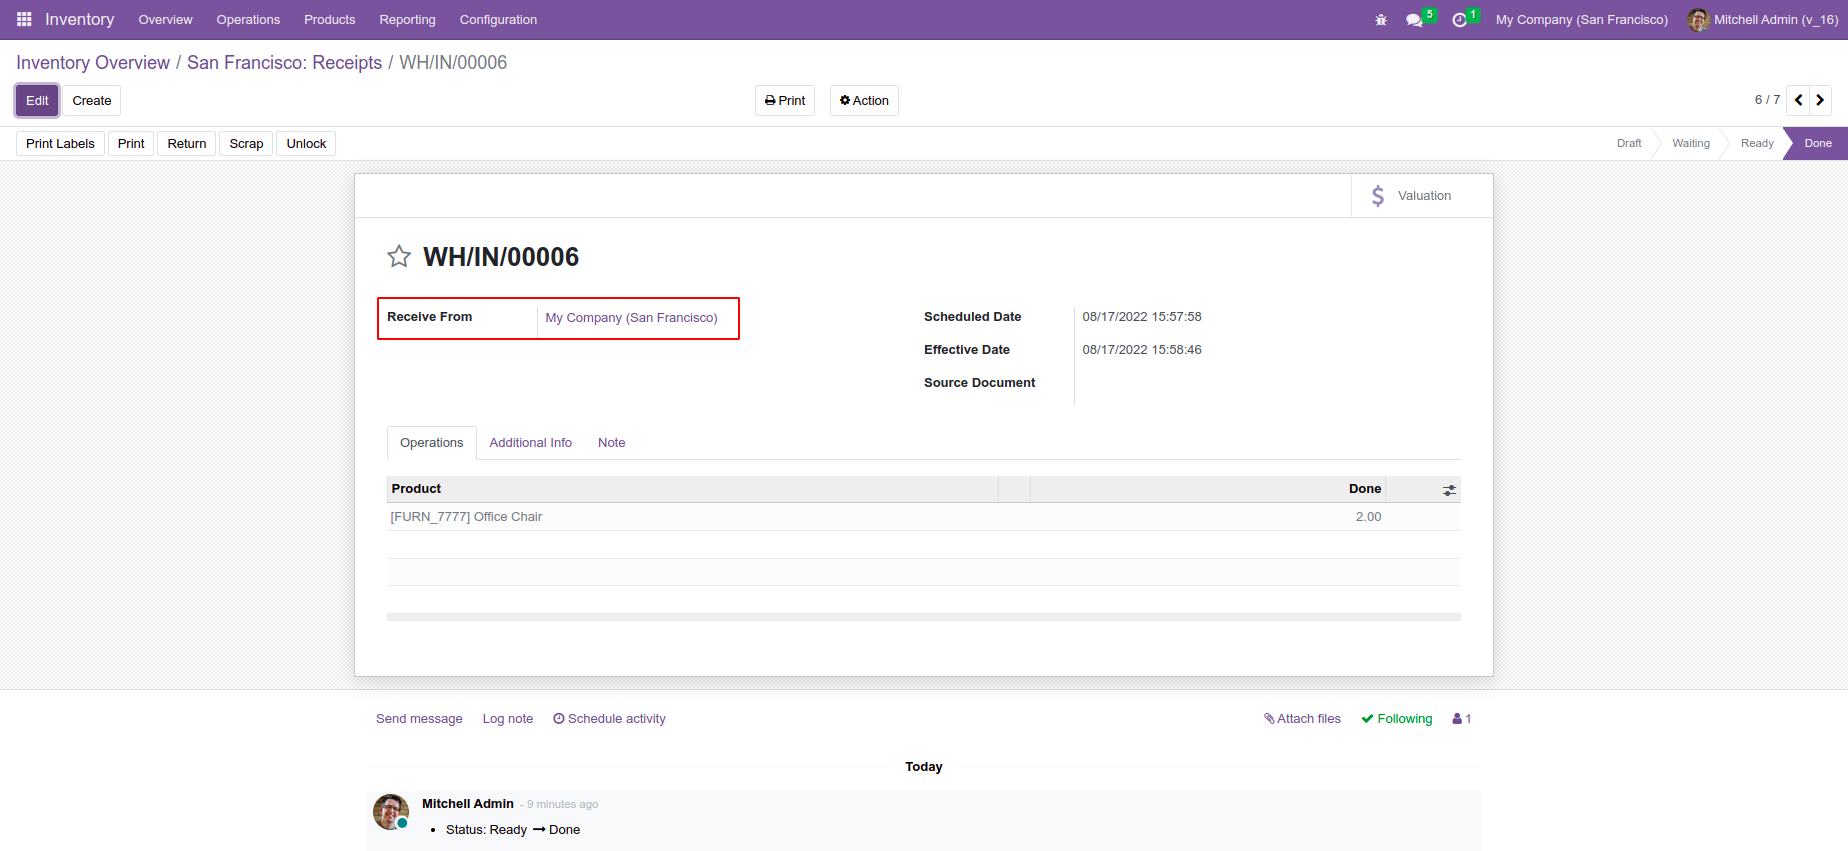 Inventory Overview Operations Products Reporting Configuration 5 1 My Company (San Francisco) Mitchell Admin (v_16)
Inventory Overview / San Francisco: Receipts / WH/IN/00006
Edit Create Print Action 6 / 7
Print Labels Print Return Scrap Unlock Draft Waiting Ready Done
$ Valuation
WH/IN/00006
Receive From My Company (San Francisco) Scheduled Date 08/17/2022 15:57:58
Effective Date 08/17/2022 15:58:46
Source Document
Operations Additional Info Note
Product Done
[FURN_7777] Office Chair 2.00
Send message Log note Schedule activity Attach files Following 1
Today
Mitchell Admin - 9 minutes ago
• Status: Ready → Done